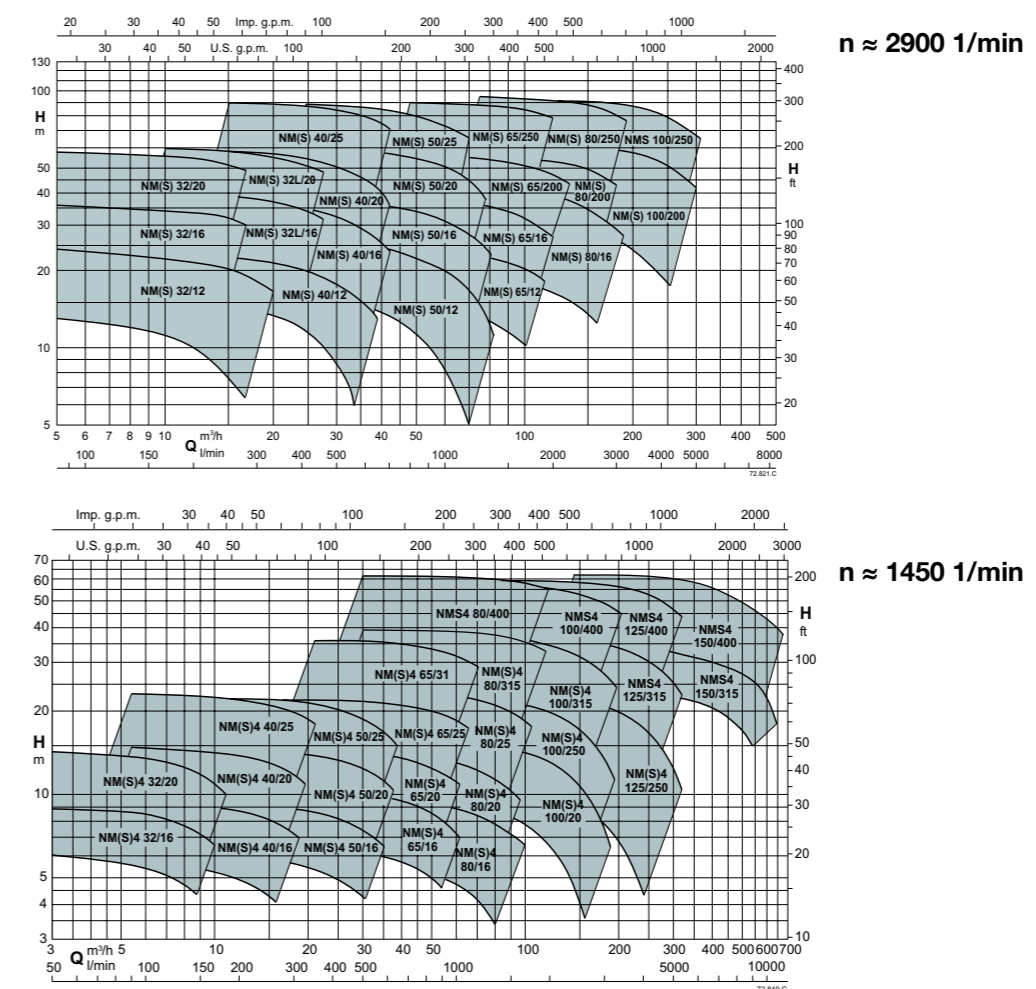 20 30 40 50 Imp. g.p.m. 100 200 300 400 500 1000
30 40 50 U.S. g.p.m. 100 200 300 400 500 1000 2000
n ≈ 2900 1/min
130
100
H
m
50
40
30
20
10
5
400
300
200
H
ft
100
90
80
70
60
50
40
30
20
NM(S) 40/25
NM(S) 50/25
NM(S) 65/250
NM(S) 80/250
NMS 100/250
NM(S) 32/20
NM(S) 32L/20
NM(S) 40/20
NM(S) 50/20
NM(S) 65/200
NM(S)
80/200
NM(S) 100/200
NM(S) 32/16
NM(S) 32L/16
NM(S) 40/16
NM(S) 50/16
NM(S) 65/16
NM(S) 80/16
NM(S) 32/12
NM(S) 40/12
NM(S) 50/12
NM(S) 65/12
5 6 7 8 9 10 20 30 40 50 100 200 300 400 500
Q m³/h
l/min
100 150 300 400 500 1000 2000 3000 4000 5000 8000
72.821.C
Imp. g.p.m. 30 40 50 100 200 300 400 500 1000 2000
U.S. g.p.m. 30 40 50 100 200 300 400 500 1000 2000 3000
n ≈ 1450 1/min
70
60
50
40
30
20
H
m
10
5
4
3
200
H
ft
100
50
40
30
20
10
NMS4 80/400
NMS4
100/400
NMS4
125/400
NMS4
150/400
NM(S)4 65/31
NM(S)4
80/315
NM(S)4
100/315
NMS4
125/315
NMS4
150/315
NM(S)4 40/25
NM(S)4 50/25
NM(S)4 65/25
NM(S)4
80/25
NM(S)4
100/250
NM(S)4
125/250
NM(S)4 32/20
NM(S)4 40/20
NM(S)4 50/20
NM(S)4
65/20
NM(S)4
80/20
NM(S)4
100/20
NM(S)4 32/16
NM(S)4 40/16
NM(S)4 50/16
NM(S)4
65/16
NM(S)4
80/16
3 5 10 20 30 40 50 100 200 300 400 500 600 700
Q m³/h
l/min
50 100 150 200 300 400 500 1000 5000 10000